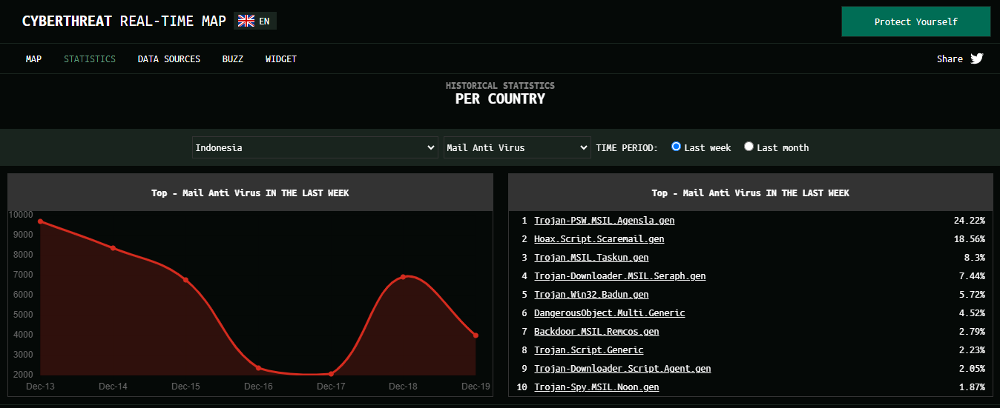 CYBERTHREAT REAL-TIME MAP EN
Protect Yourself
MAP STATISTICS DATA SOURCES BUZZ WIDGET
Share
HISTORICAL STATISTICS
PER COUNTRY
Indonesia Mail Anti Virus TIME PERIOD: Last week Last month
Top - Mail Anti Virus IN THE LAST WEEK
10000
9000
8000
7000
6000
5000
4000
3000
2000
Dec-13 Dec-14 Dec-15 Dec-16 Dec-17 Dec-18 Dec-19
Top - Mail Anti Virus IN THE LAST WEEK
1 Trojan-PSW.MSIL.Agensla.gen 24.22%
2 Hoax.Script.Scaremail.gen 18.56%
3 Trojan.MSIL.Taskun.gen 8.3%
4 Trojan-Downloader.MSIL.Seraph.gen 7.44%
5 Trojan.Win32.Badun.gen 5.72%
6 DangerousObject.Multi.Generic 4.52%
7 Backdoor.MSIL.Remcos.gen 2.79%
8 Trojan.Script.Generic 2.23%
9 Trojan-Downloader.Script.Agent.gen 2.05%
10 Trojan-Spy.MSIL.Noon.gen 1.87%